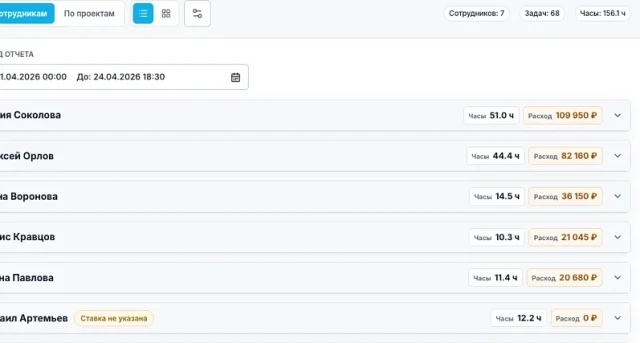 отрудникам По проектам Сотрудников: 7 Задач: 68 Часы: 156.1 ч
Д ОТЧЕТА
1.04.2026 00:00 До: 24.04.2026 18:30
ия Соколова Часы 51.0 ч Расход 109 950 ₽
ксей Орлов Часы 44.4 ч Расход 82 160 ₽
на Воронова Часы 14.5 ч Расход 36 150 ₽
ис Кравцов Часы 10.3 ч Расход 21 045 ₽
на Павлова Часы 11.4 ч Расход 20 680 ₽
аил Артемьев Ставка не указана Часы 12.2 ч Расход 0 ₽